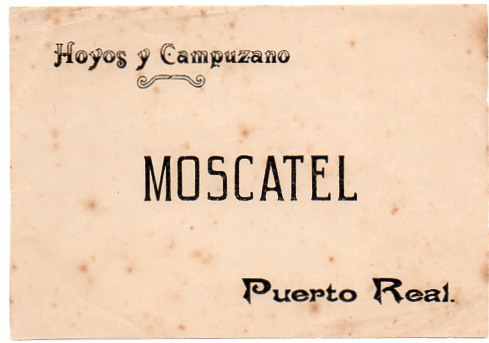 Hoyos y Campuzano
MOSCATEL
Puerto Real.